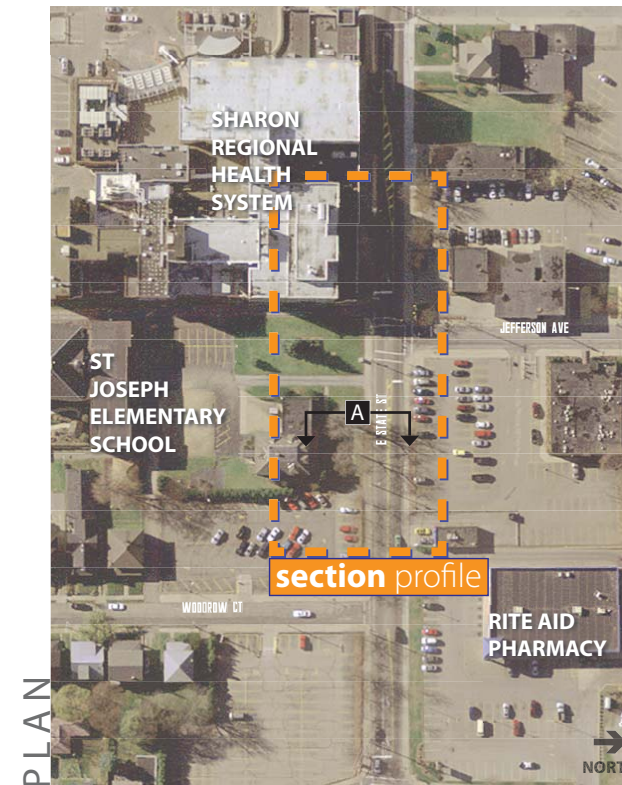 SHARON
REGIONAL
HEALTH
SYSTEM
JEFFERSON AVE
ST
JOSEPH
ELEMENTARY
SCHOOL
A
E STATE ST
section profile
WOODROW CT
RITE AID
PHARMACY
PLAN
NORT